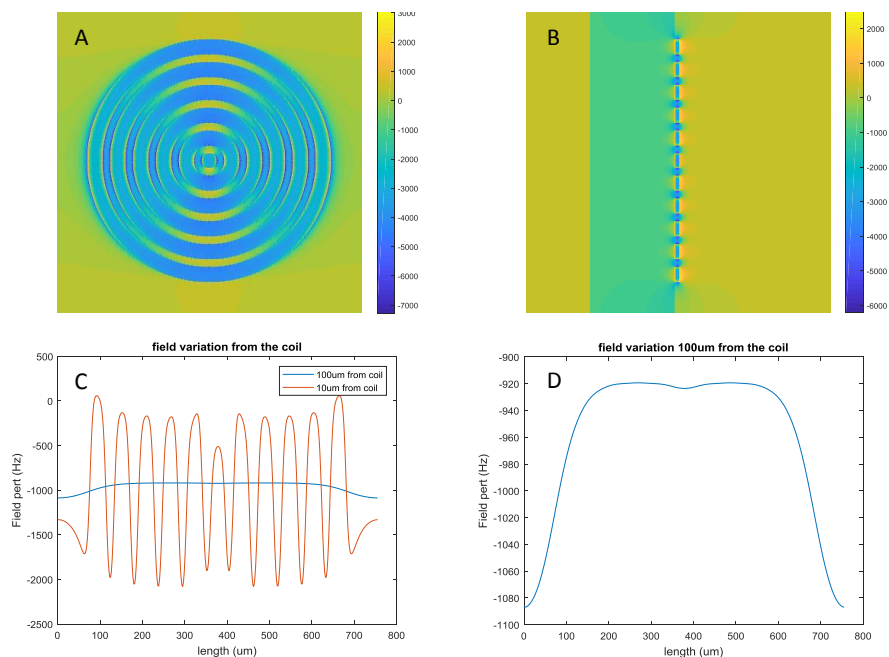 A
3000
2000
1000
0
-1000
-2000
-3000
-4000
-5000
-6000
-7000
B
2000
1000
0
-1000
-2000
-3000
-4000
-5000
-6000
field variation from the coil
C
100um from coil
10um from coil
Field pert (Hz)
500
0
-500
-1000
-1500
-2000
-2500
0 100 200 300 400 500 600 700 800
length (um)
field variation 100um from the coil
D
Field pert (Hz)
-900
-920
-940
-960
-980
-1000
-1020
-1040
-1060
-1080
-1100
0 100 200 300 400 500 600 700 800
length (um)